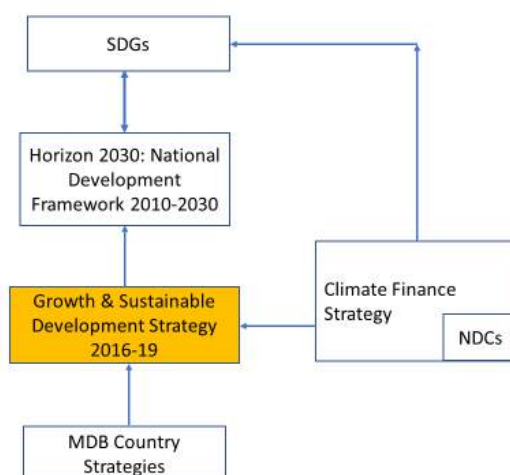 SDGs
Horizon 2030: National
Development
Framework 2010-2030
Growth & Sustainable
Development Strategy
2016-19
Climate Finance
Strategy
NDCs
MDB Country
Strategies